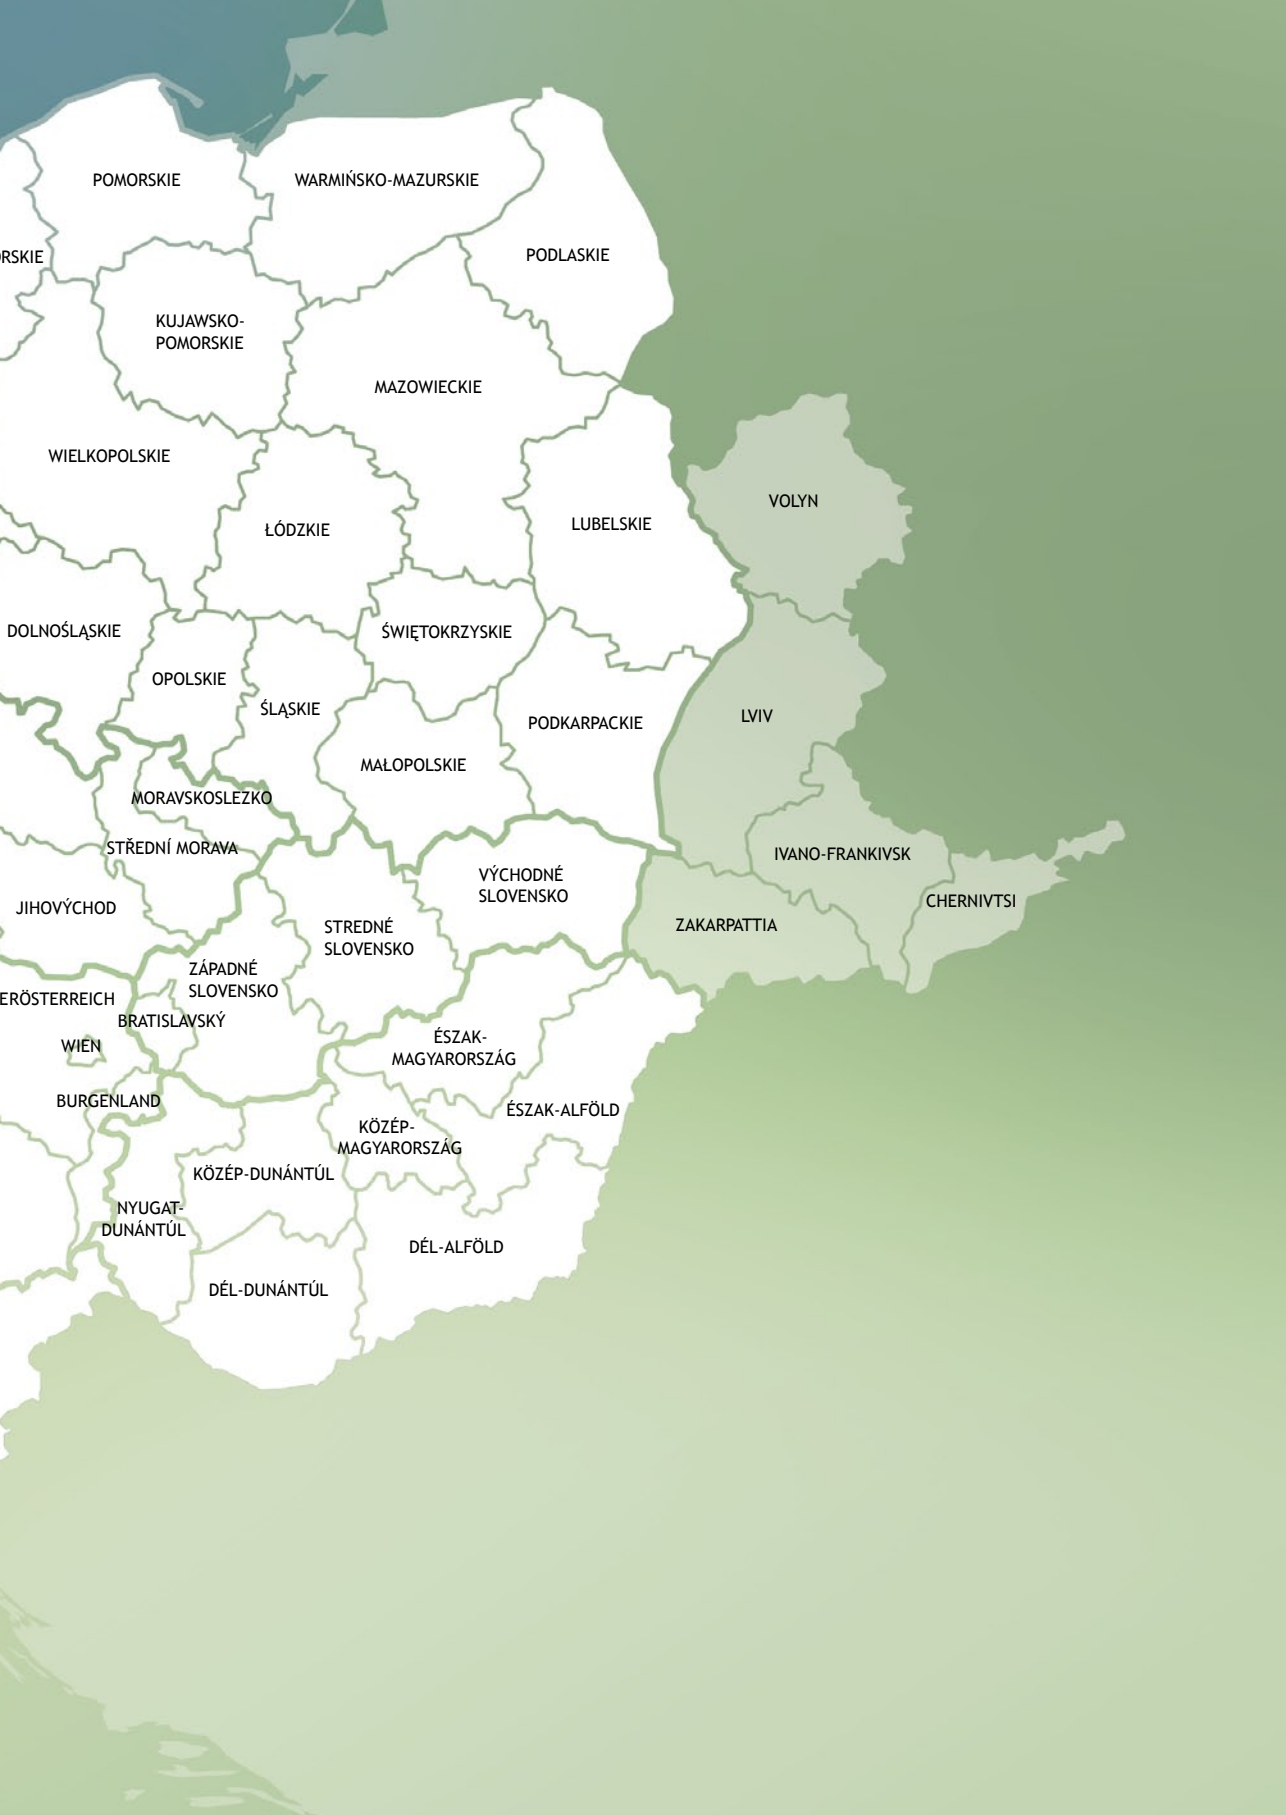 POMORSKIE
WARMIŃSKO-MAZURSKIE
PODLASKIE
ORSKIE
KUJAWSKO-
POMORSKIE
MAZOWIECKIE
WIELKOPOLSKIE
VOLYN
LUBELSKIE
ŁÓDZKIE
DOLNOŚLĄSKIE
ŚWIĘTOKRZYSKIE
OPOLSKIE
ŚLĄSKIE
LVIV
PODKARPACKIE
MAŁOPOLSKIE
MORAVSKOSLEZKO
STŘEDNÍ MORAVA
IVANO-FRANKIVSK
VÝCHODNÉ
SLOVENSKO
CHERNIVTSI
JIHOVÝCHOD
STREDNÉ
SLOVENSKO
ZAKARPATTIA
ZÁPADNÉ
SLOVENSKO
ERÖSTERREICH
BRATISLAVSKÝ
WIEN
ÉSZAK-
MAGYARORSZÁG
BURGENLAND
ÉSZAK-ALFÖLD
KÖZÉP-
MAGYARORSZÁG
KÖZÉP-DUNÁNTÚL
NYUGAT-
DUNÁNTÚL
DÉL-ALFÖLD
DÉL-DUNÁNTÚL